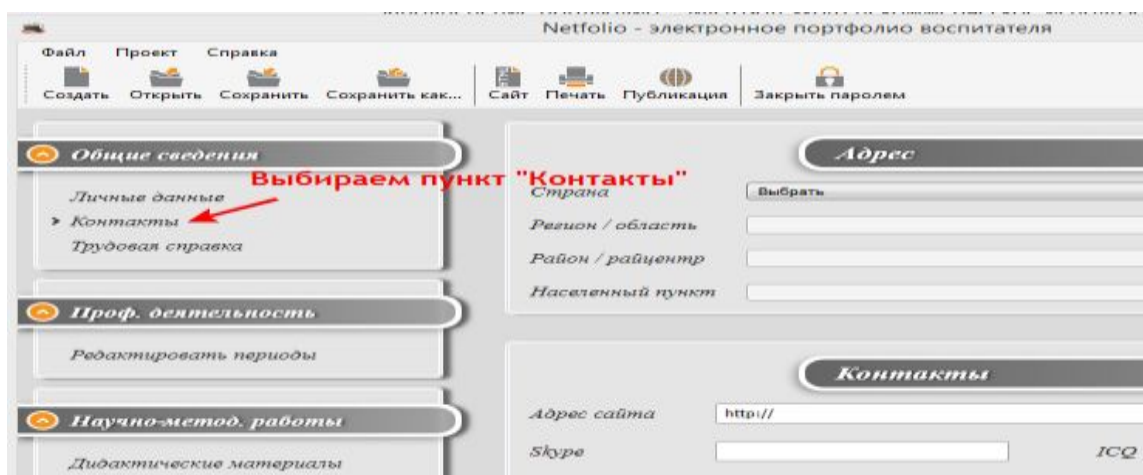 Netfolio - электронное портфолио воспитателя
Файл Проект Справка
Создать Открыть Сохранить Сохранить как... Сайт Печать Публикация Закрыть паролем
Общие сведения
Адрес
Выбираем пункт "Контакты"
Личные данные
Страна Выбрать
Контакты
Регион / область
Трудовая справка
Район / райцентр
Населенный пункт
Проф. деятельность
Редактировать периоды
Контакты
Научно-метод. работы
Адрес сайта http://
Дидактические материалы
Skype ICQ